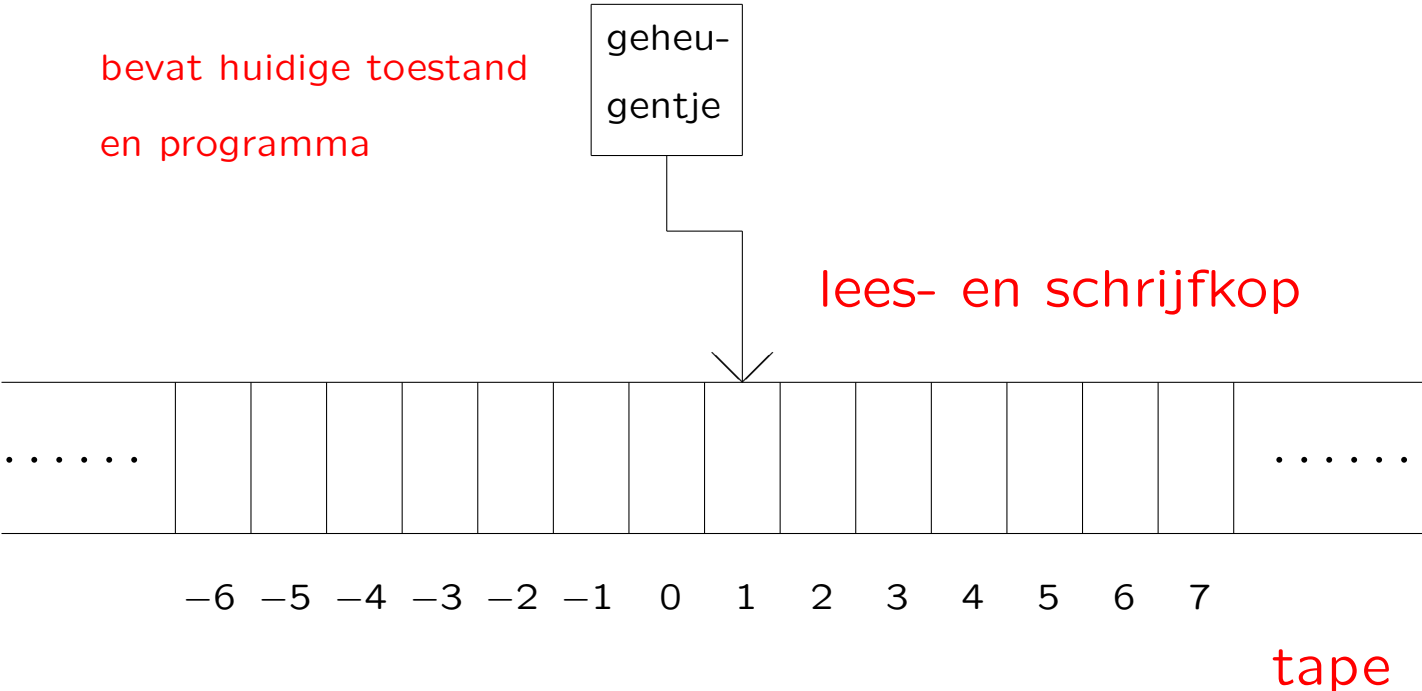 bevat huidige toestand
en programma
geheu-
gentje
lees- en schrijfkop
...... ......
−6 −5 −4 −3 −2 −1 0 1 2 3 4 5 6 7
tape